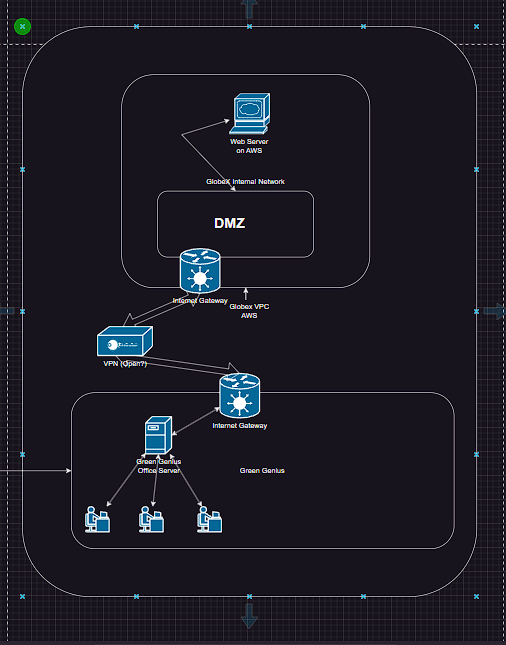 Web Server
on AWS
GlobeX Internal Network
DMZ
Internet Gateway
Globex VPC
AWS
VPN (Open?)
Internet Gateway
Green Genius
Office Server
Green Genius